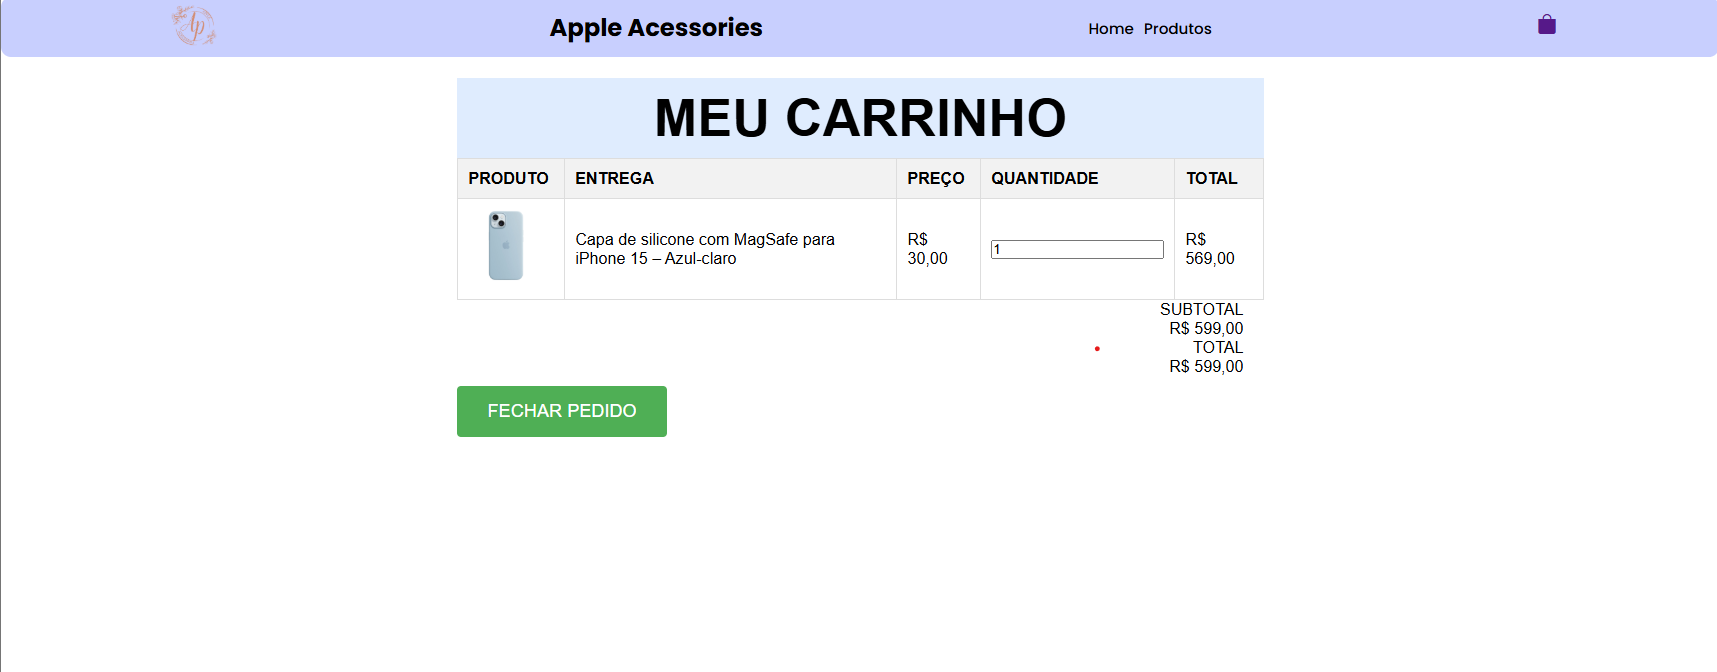 Ap
Apple Acessories
Home Produtos
MEU CARRINHO
PRODUTO ENTREGA PREÇO QUANTIDADE TOTAL
Capa de silicone com MagSafe para
iPhone 15 – Azul-claro
R$
30,00
1
R$
569,00
SUBTOTAL
R$ 599,00
TOTAL
R$ 599,00
FECHAR PEDIDO